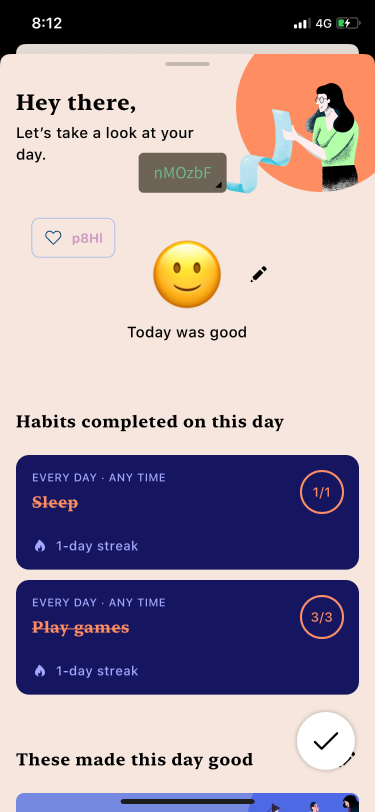 8:12
4G
Hey there,
Let's take a look at your
day.
nMOzbF
p8HI
Today was good
Habits completed on this day
EVERY DAY · ANY TIME
Sleep
1/1
1-day streak
EVERY DAY · ANY TIME
Play games
3/3
1-day streak
These made this day good